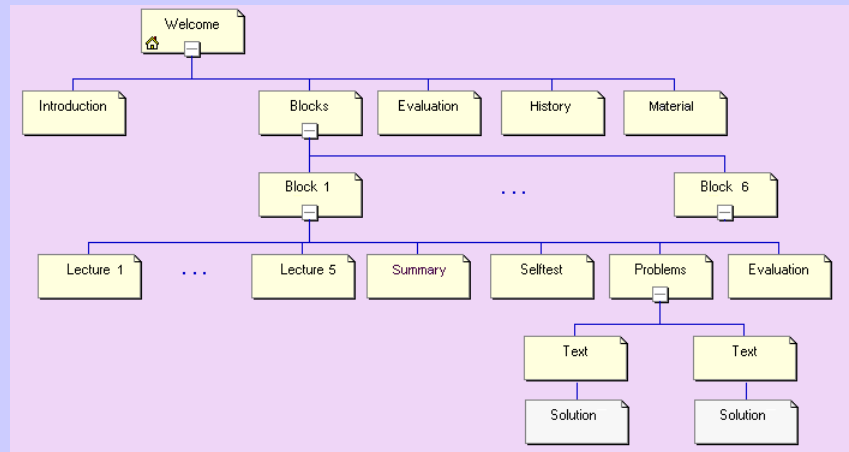 Welcome
Introduction
Blocks
Evaluation
History
Material
Block 1
...
Block 6
Lecture 1
...
Lecture 5
Summary
Selftest
Problems
Evaluation
Text
Text
Solution
Solution